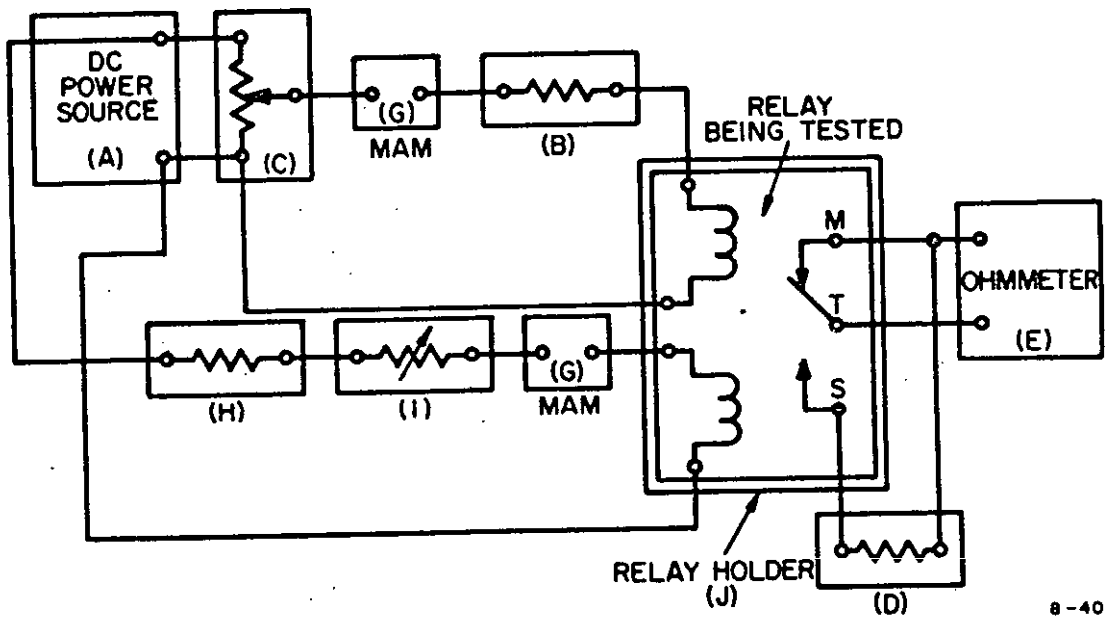 DC
POWER
SOURCE
(A)
(C)
(G)
MAM
(B)
RELAY
BEING TESTED
M
T
S
OHMMETER
(E)
(H)
(I)
(G)
MAM
RELAY HOLDER
(J)
(D)
8-40